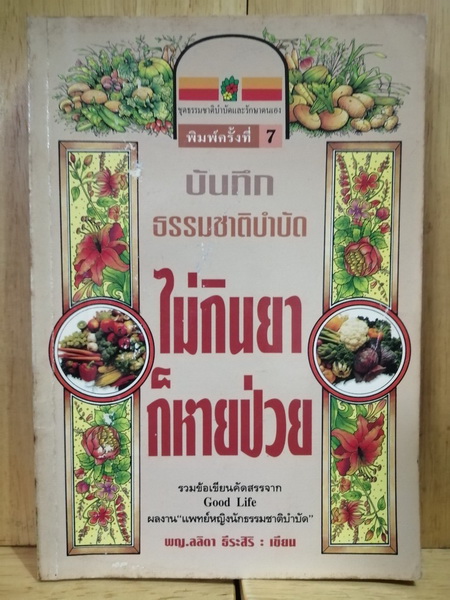 ชุดธรรมชาติบำบัดและรักษาตนเอง
พิมพ์ครั้งที่ 7
บันทึก
ธรรมชาติบำบัด
ไม่กินยา
ก็หายป่วย
รวมข้อเขียนคัดสรรจาก
Good Life
ผลงาน"แพทย์หญิงนักธรรมชาติบำบัด"
พญ.ลลิตา ธีระสิริ : เขียน